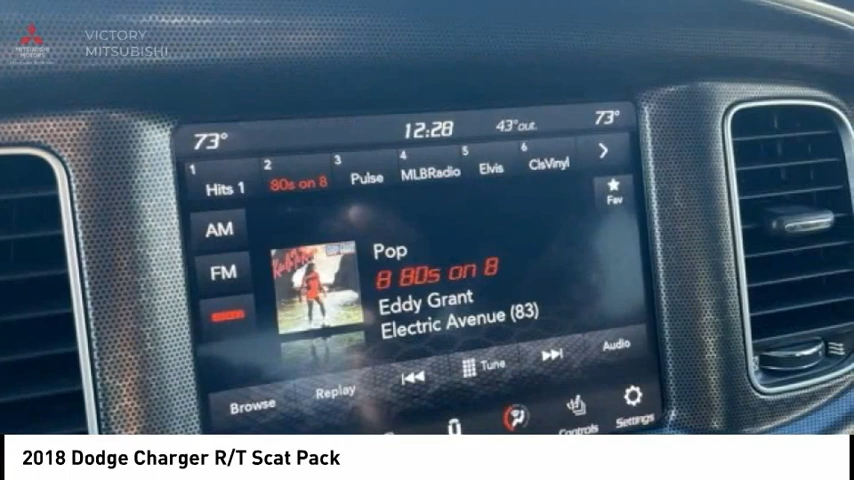 MITSUBISHI
MOTORS
VICTORY
MITSUBISHI
73° 12:28 43°out. 73°
1 Hits 1 2 80s on 8 3 Pulse 4 MLBRadio 5 Elvis 6 ClsVinyl
Fav
AM
FM
Pop
8 80s on 8
Eddy Grant
Electric Avenue (83)
Browse Replay Tune Audio
Controls Settings
2018 Dodge Charger R/T Scat Pack